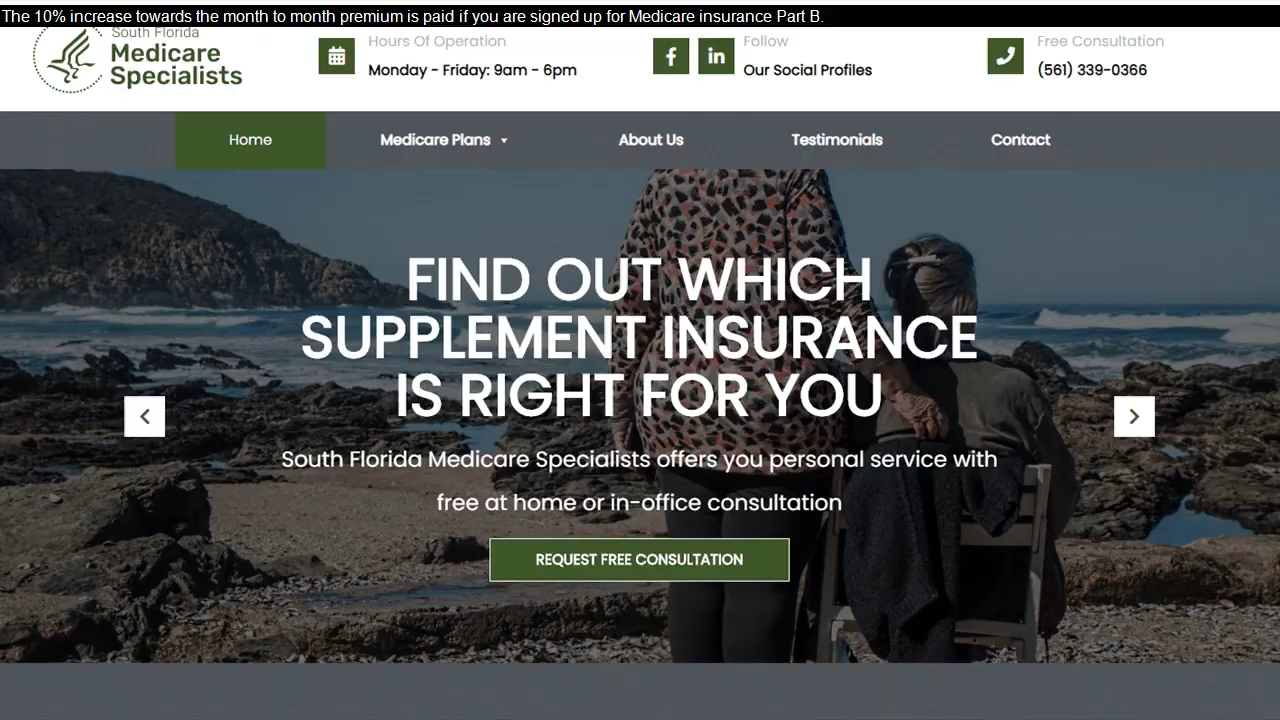 The 10% increase towards the month to month premium is paid if you are signed up for Medicare insurance Part B.
South Florida
Medicare
Specialists
Hours Of Operation
Monday - Friday: 9am - 6pm
Follow
Our Social Profiles
Free Consultation
(561) 339-0366
Home
Medicare Plans
About Us
Testimonials
Contact
FIND OUT WHICH
SUPPLEMENT INSURANCE
IS RIGHT FOR YOU
South Florida Medicare Specialists offers you personal service with
free at home or in-office consultation
REQUEST FREE CONSULTATION